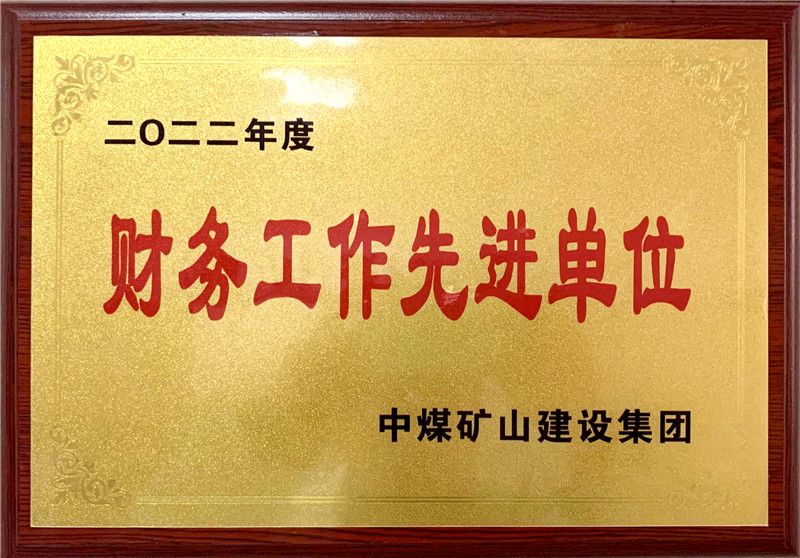 二〇二二年度
财务工作先进单位
中煤矿山建设集团